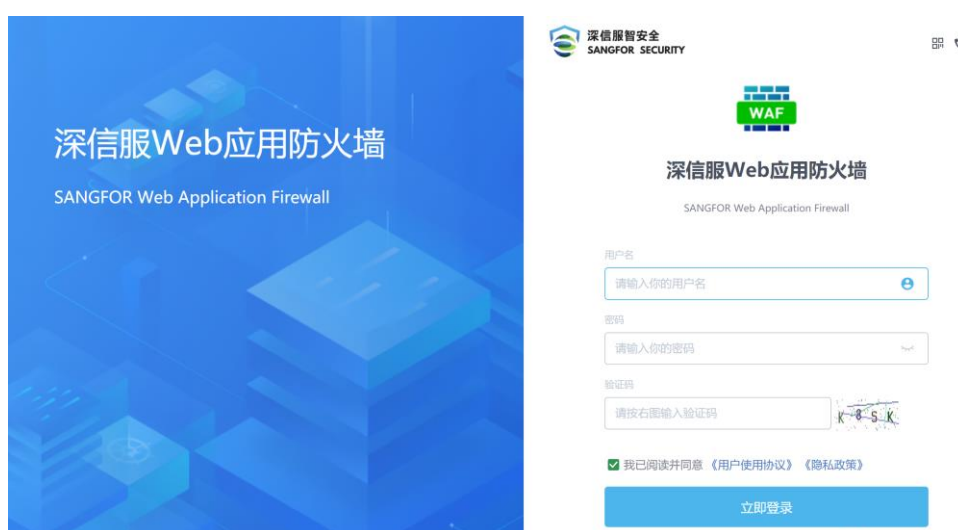 深信服Web应用防火墙
SANGFOR Web Application Firewall
深信服智安全
SANGFOR SECURITY
WAF
深信服Web应用防火墙
SANGFOR Web Application Firewall
用户名
请输入你的用户名
密码
请输入你的密码
验证码
请按右图输入验证码
K8SK
我已阅读并同意《用户使用协议》《隐私政策》
立即登录